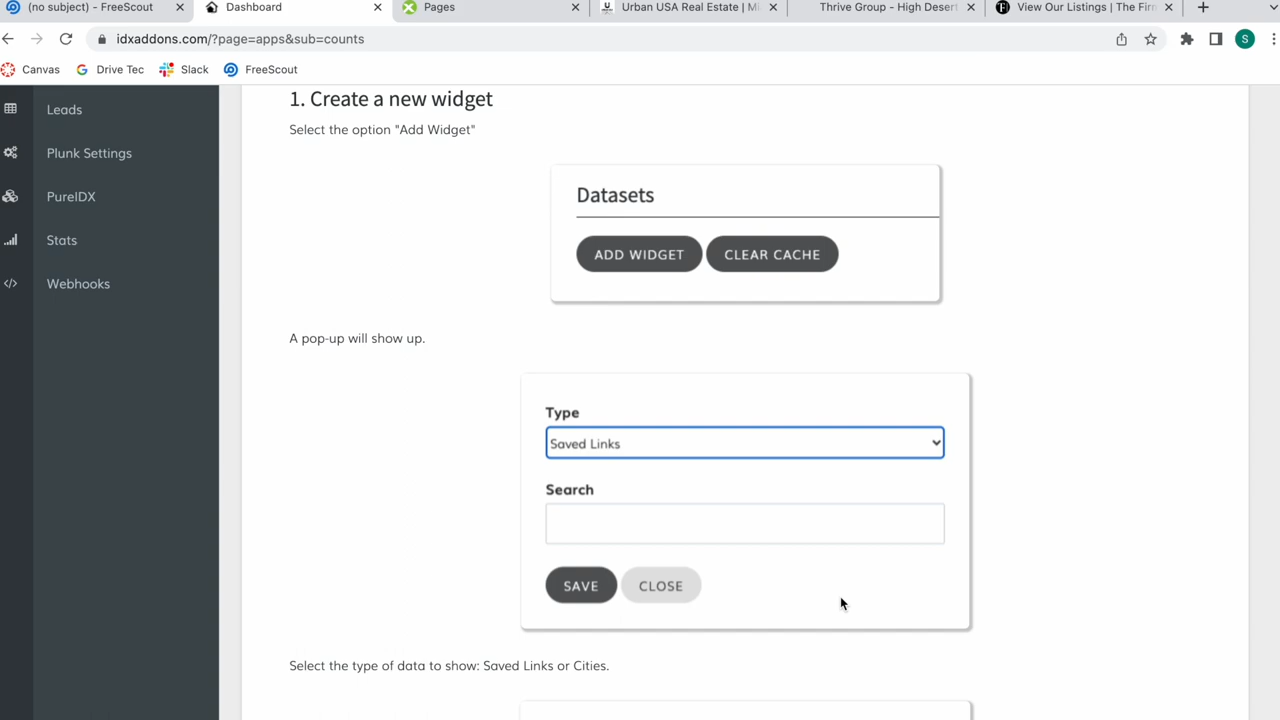 (no subject) - FreeScout
Dashboard
Pages
Urban USA Real Estate | Mi
Thrive Group - High Desert
View Our Listings | The Firm
idxaddons.com/?page=apps&sub=counts
S
Canvas
Drive Tec
Slack
FreeScout
Leads
Plunk Settings
PureIDX
Stats
Webhooks
1. Create a new widget
Select the option "Add Widget"
Datasets
ADD WIDGET CLEAR CACHE
A pop-up will show up.
Type
Saved Links
Search
SAVE CLOSE
Select the type of data to show: Saved Links or Cities.